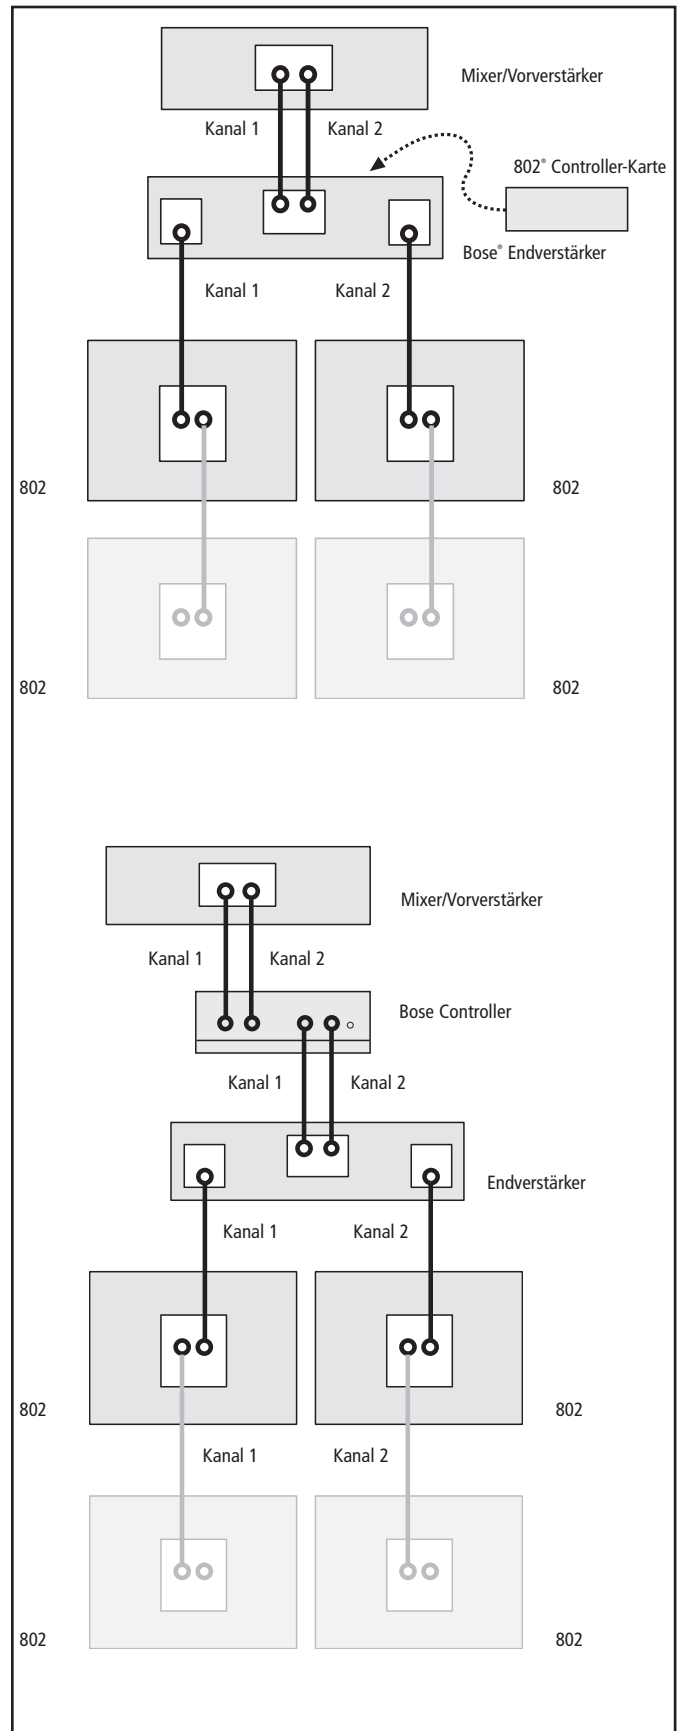 Mixer/Vorverstärker
Kanal 1
Kanal 2
802® Controller-Karte
Bose® Endverstärker
Kanal 1
Kanal 2
802
802
802
802
Mixer/Vorverstärker
Kanal 1
Kanal 2
Bose Controller
Kanal 1
Kanal 2
Endverstärker
Kanal 1
Kanal 2
802
802
Kanal 1
Kanal 2
802
802